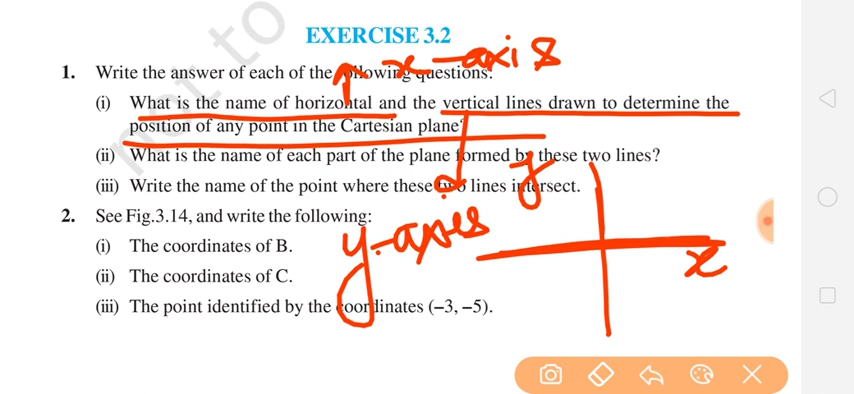 not to
EXERCISE 3.2
x-axis
1. Write the answer of each of the following questions:
(i) What is the name of horizontal and the vertical lines drawn to determine the
position of any point in the Cartesian plane?
(ii) What is the name of each part of the plane formed by these two lines?
(iii) Write the name of the point where these two lines intersect.
y
2. See Fig.3.14, and write the following:
y-axes
(i) The coordinates of B.
x
(ii) The coordinates of C.
(iii) The point identified by the coordinates (–3, –5).